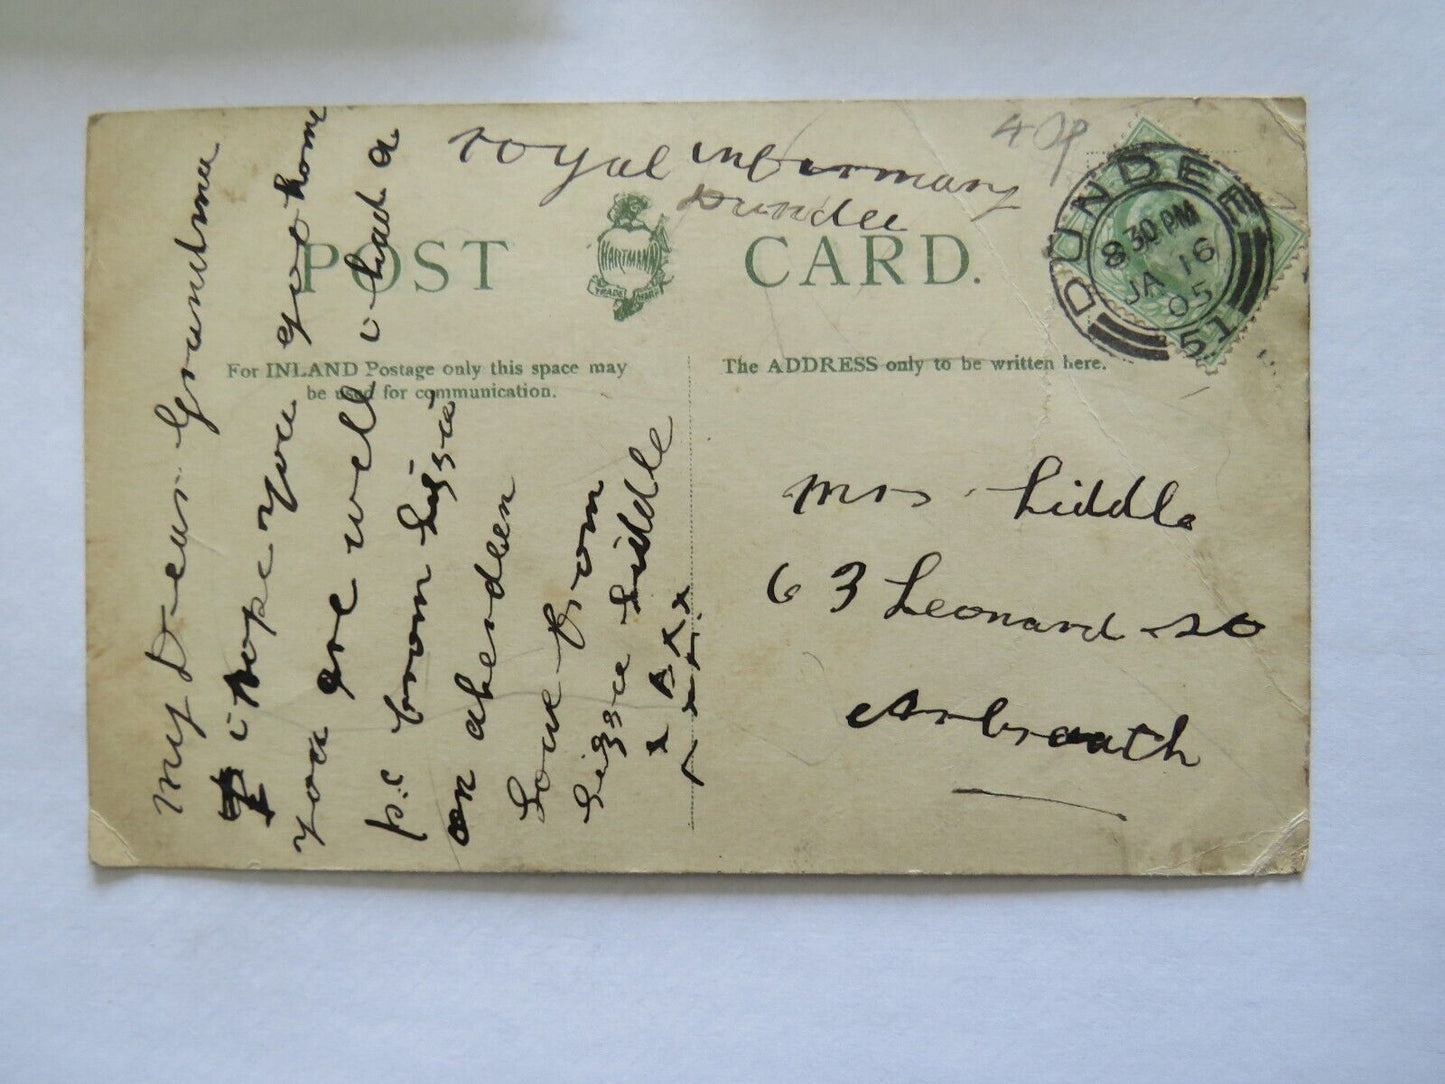 royal infirmary
Dundee
40p
POST CARD.
HARTMANN
TRADE MARK
DUNDEE
8 30 PM
JA 16
05
51
For INLAND Postage only this space may
be used for communication.
The ADDRESS only to be written here.
My Dear Grandma
i hope you got home
you are well i had a
p.c from Lizzie
in aberdeen
Love from
Lizzie Liddle
Mrs Liddle
63 Leonard St
Arbroath